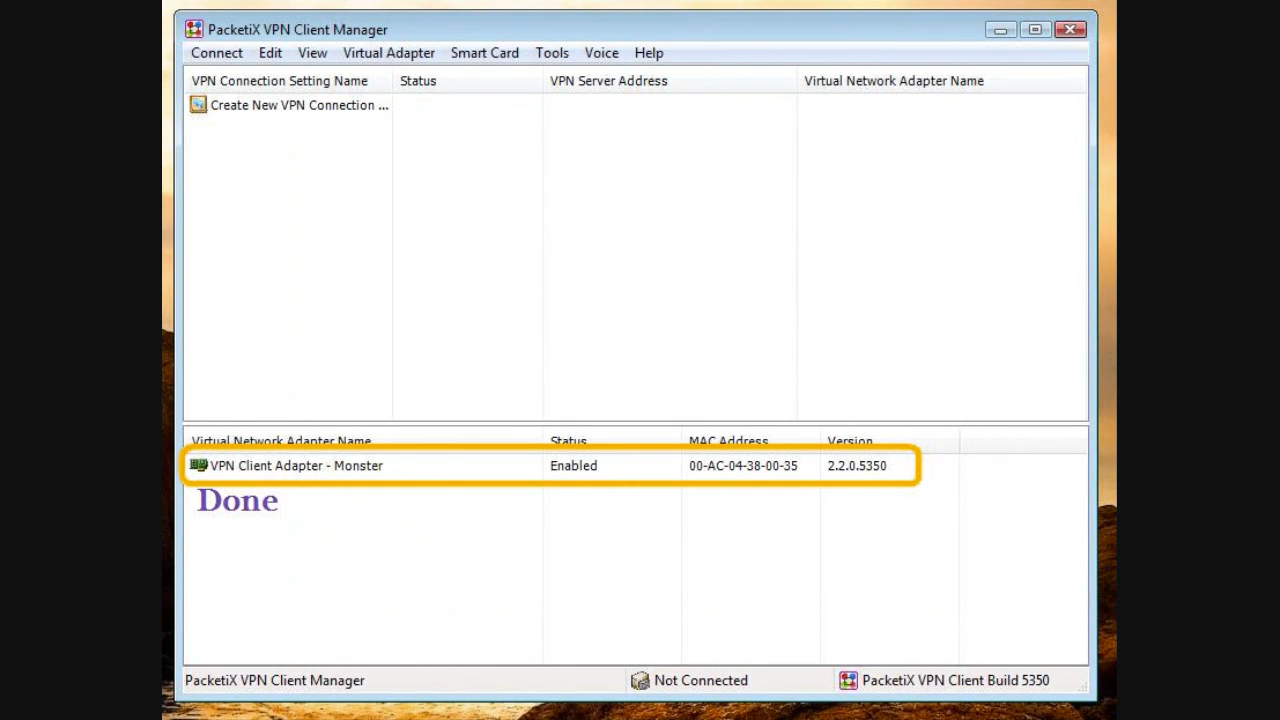 PacketiX VPN Client Manager
Connect Edit View Virtual Adapter Smart Card Tools Voice Help
VPN Connection Setting Name Status VPN Server Address Virtual Network Adapter Name
Create New VPN Connection ...
Virtual Network Adapter Name Status MAC Address Version
VPN Client Adapter - Monster Enabled 00-AC-04-38-00-35 2.2.0.5350
Done
PacketiX VPN Client Manager Not Connected PacketiX VPN Client Build 5350